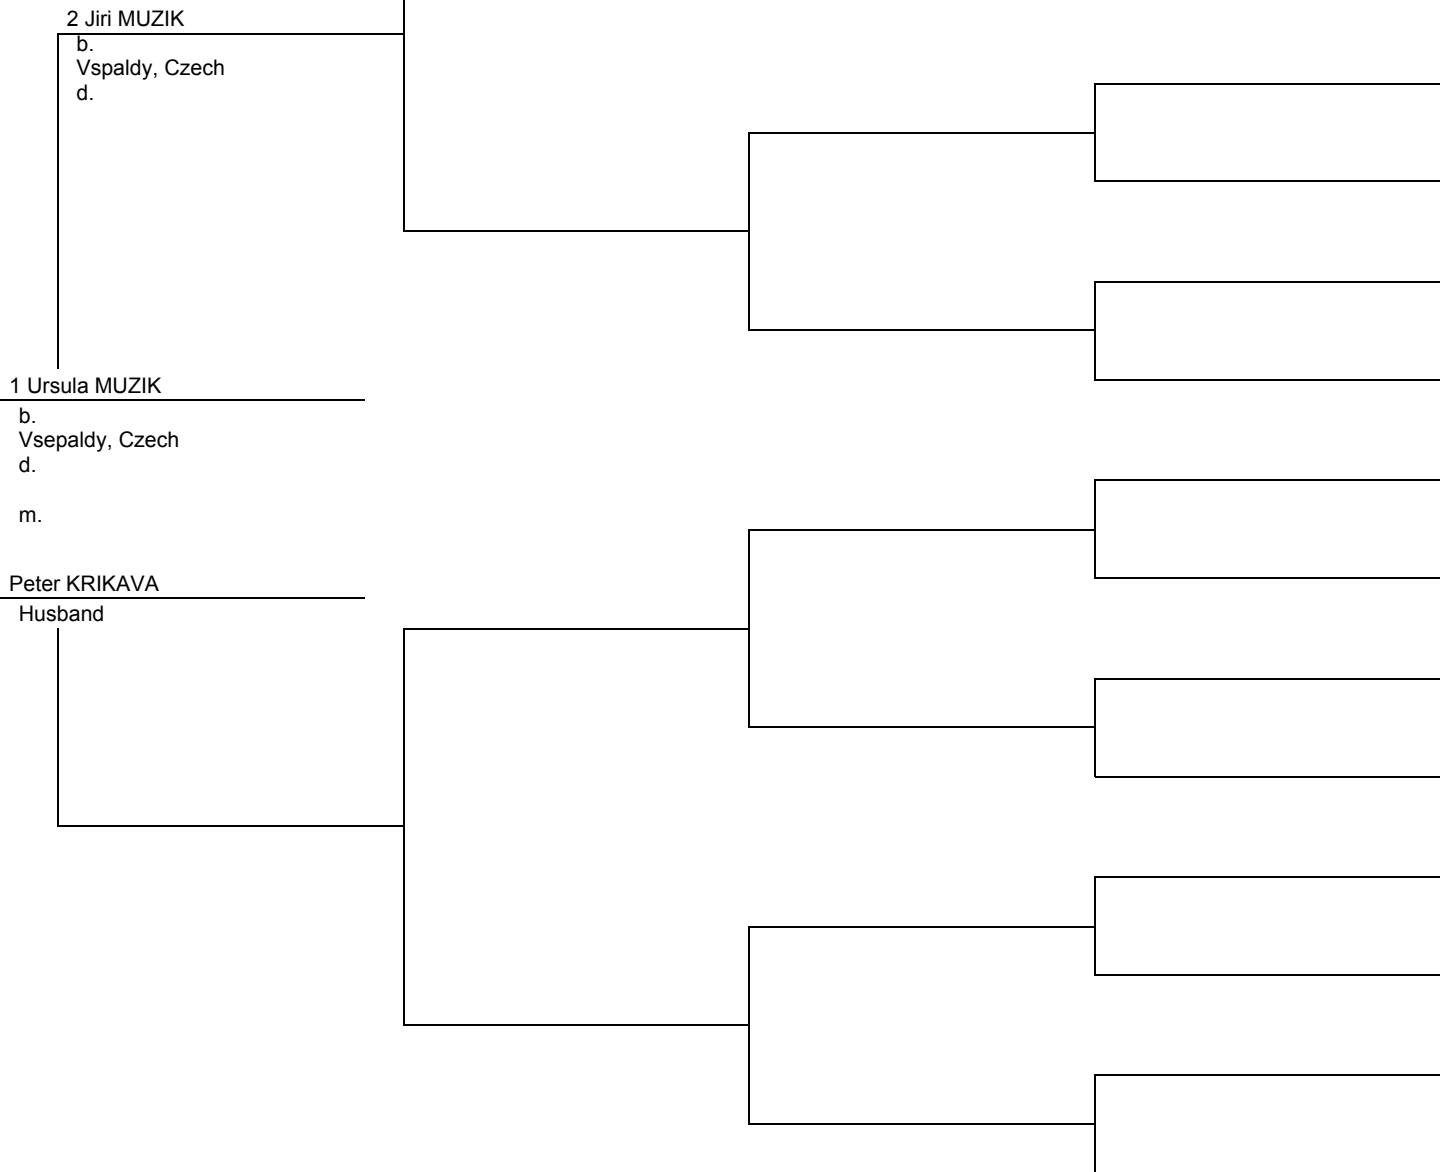 2 Jiri MUZIK
b.
Vspaldy, Czech
d.
1 Ursula MUZIK
b.
Vsepaldy, Czech
d.
m.
Peter KRIKAVA
Husband